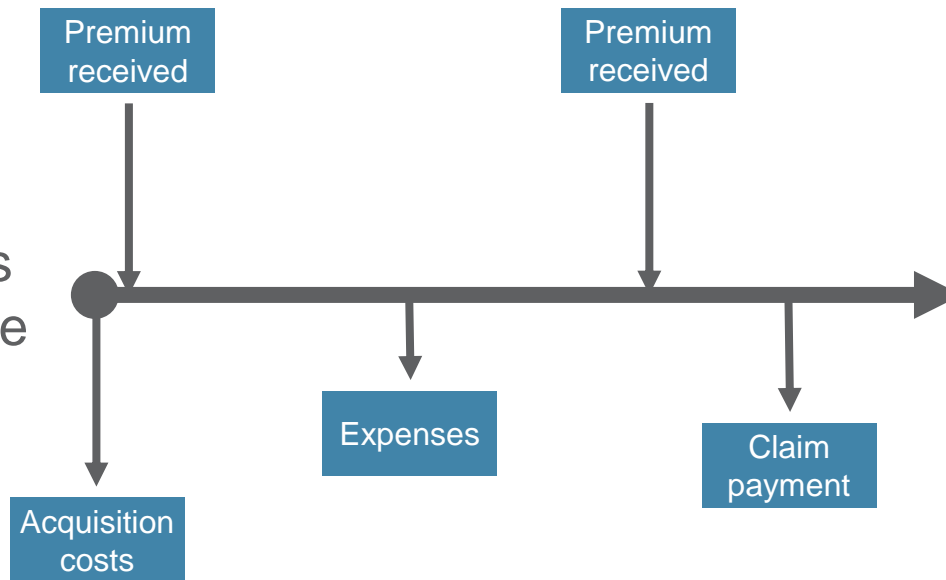 Premium
received
Premium
received
s
e
Expenses
Claim
payment
Acquisition
costs